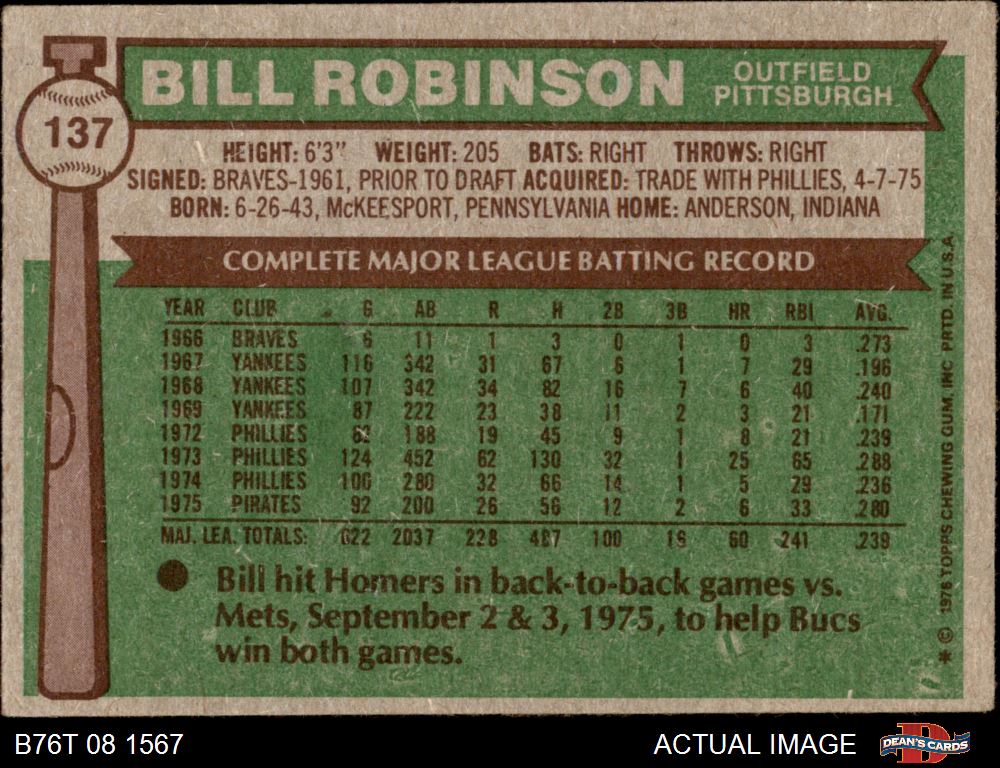 BILL ROBINSON OUTFIELD
PITTSBURGH
137
HEIGHT: 6'3" WEIGHT: 205 BATS: RIGHT THROWS: RIGHT
SIGNED: BRAVES-1961, PRIOR TO DRAFT ACQUIRED: TRADE WITH PHILLIES, 4-7-75
BORN: 6-26-43, McKEESPORT, PENNSYLVANIA HOME: ANDERSON, INDIANA
COMPLETE MAJOR LEAGUE BATTING RECORD
YEAR CLUB G AB R H 2B 3B HR RBI AVG.
1966 BRAVES 6 11 1 3 0 1 0 3 .273
1967 YANKEES 116 342 31 67 6 1 7 29 .196
1968 YANKEES 107 342 34 82 16 7 6 40 .240
1969 YANKEES 87 222 23 38 11 2 3 21 .171
1972 PHILLIES 82 188 19 45 9 1 8 21 .239
1973 PHILLIES 124 452 62 130 32 1 25 65 .288
1974 PHILLIES 100 280 32 66 14 1 5 29 .236
1975 PIRATES 92 200 26 56 12 2 6 33 .280
MAJ. LEA. TOTALS: 622 2037 228 487 100 16 60 241 .239
Bill hit Homers in back-to-back games vs.
Mets, September 2 & 3, 1975, to help Bucs
win both games.
* © 1976 TOPPS CHEWING GUM, INC PRTD. IN U.S.A.
B76T 08 1567 ACTUAL IMAGE DEAN'S CARDS